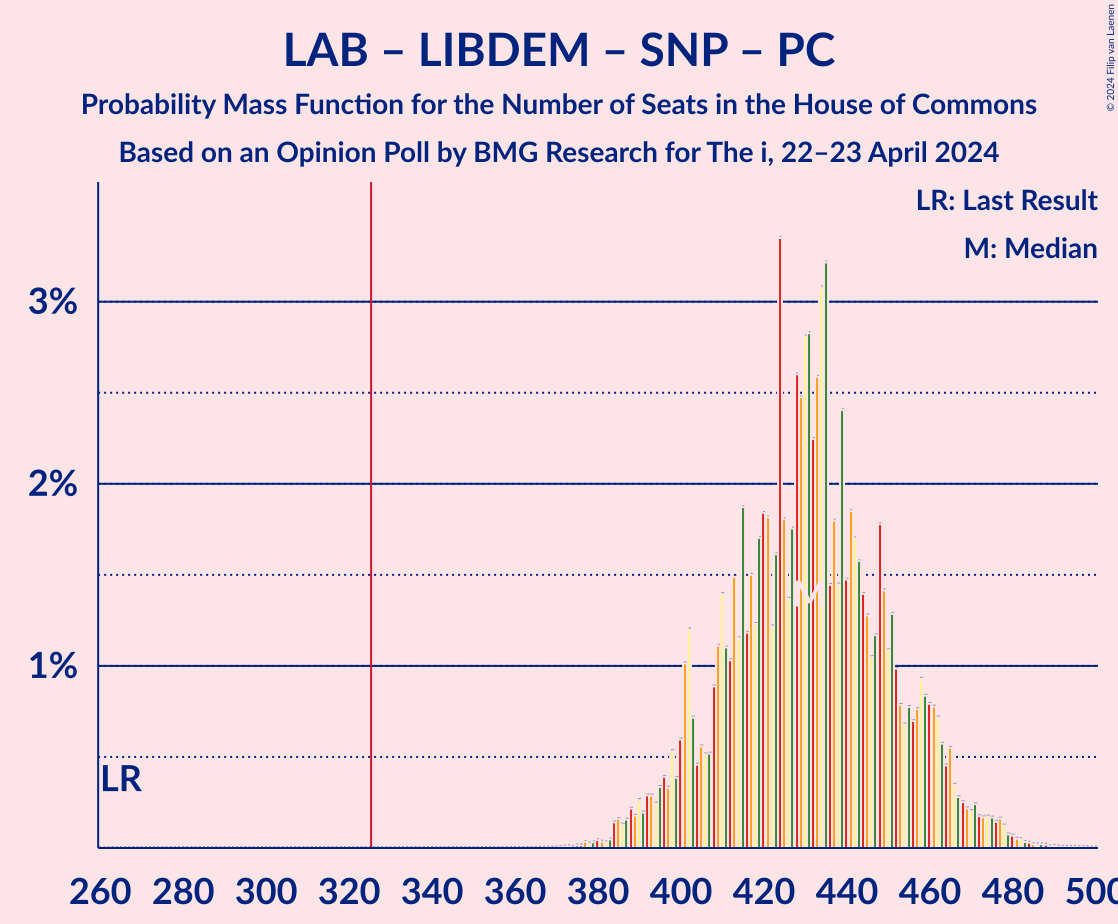 LAB – LIBDEM – SNP – PC
Probability Mass Function for the Number of Seats in the House of Commons
Based on an Opinion Poll by BMG Research for The i, 22–23 April 2024
© 2024 Filip van Laenen
LR: Last Result
M: Median
3%
2%
1%
M
LR
260 280 300 320 340 360 380 400 420 440 460 480 500